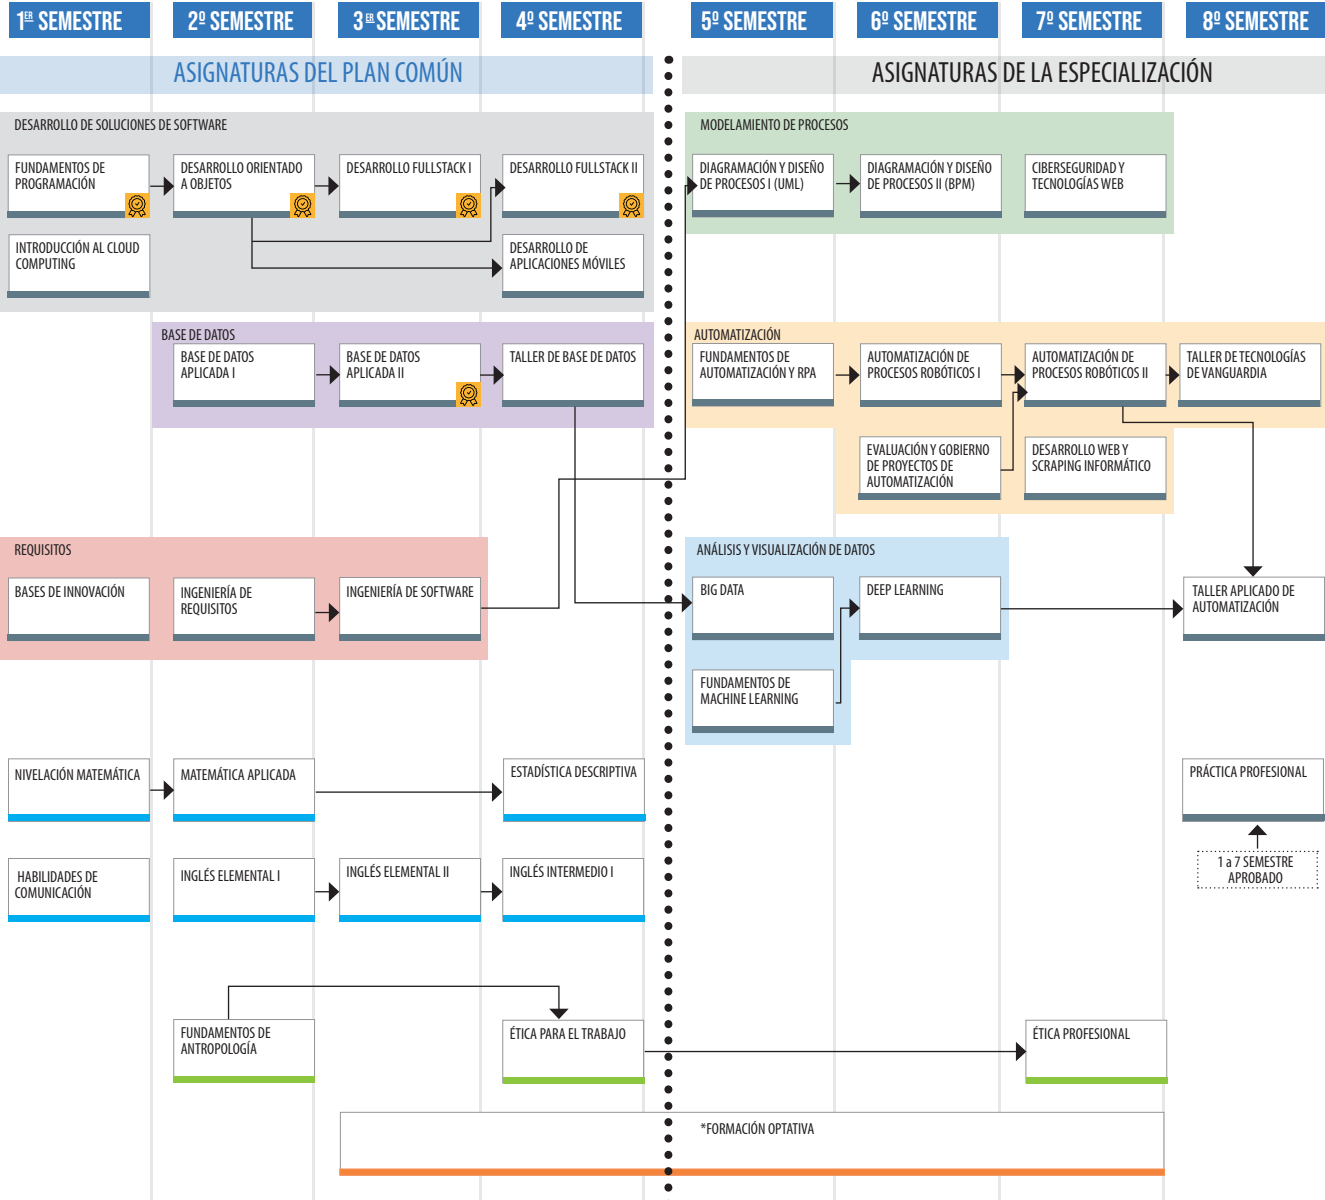 1ER SEMESTRE
2º SEMESTRE
3ER SEMESTRE
4º SEMESTRE
5º SEMESTRE
6º SEMESTRE
7º SEMESTRE
8º SEMESTRE
ASIGNATURAS DEL PLAN COMÚN
ASIGNATURAS DE LA ESPECIALIZACIÓN
DESARROLLO DE SOLUCIONES DE SOFTWARE
FUNDAMENTOS DE
PROGRAMACIÓN
DESARROLLO ORIENTADO
A OBJETOS
DESARROLLO FULLSTACK I
DESARROLLO FULLSTACK II
INTRODUCCIÓN AL CLOUD
COMPUTING
DESARROLLO DE
APLICACIONES MÓVILES
MODELAMIENTO DE PROCESOS
DIAGRAMACIÓN Y DISEÑO
DE PROCESOS I (UML)
DIAGRAMACIÓN Y DISEÑO
DE PROCESOS II (BPM)
CIBERSEGURIDAD Y
TECNOLOGÍAS WEB
BASE DE DATOS
BASE DE DATOS
APLICADA I
BASE DE DATOS
APLICADA II
TALLER DE BASE DE DATOS
AUTOMATIZACIÓN
FUNDAMENTOS DE
AUTOMATIZACIÓN Y RPA
AUTOMATIZACIÓN DE
PROCESOS ROBÓTICOS I
AUTOMATIZACIÓN DE
PROCESOS ROBÓTICOS II
TALLER DE TECNOLOGÍAS
DE VANGUARDIA
EVALUACIÓN Y GOBIERNO
DE PROYECTOS DE
AUTOMATIZACIÓN
DESARROLLO WEB Y
SCRAPING INFORMÁTICO
REQUISITOS
BASES DE INNOVACIÓN
INGENIERÍA DE
REQUISITOS
INGENIERÍA DE SOFTWARE
ANÁLISIS Y VISUALIZACIÓN DE DATOS
BIG DATA
DEEP LEARNING
TALLER APLICADO DE
AUTOMATIZACIÓN
FUNDAMENTOS DE
MACHINE LEARNING
NIVELACIÓN MATEMÁTICA
MATEMÁTICA APLICADA
ESTADÍSTICA DESCRIPTIVA
PRÁCTICA PROFESIONAL
1 a 7 SEMESTRE
APROBADO
HABILIDADES DE
COMUNICACIÓN
INGLÉS ELEMENTAL I
INGLÉS ELEMENTAL II
INGLÉS INTERMEDIO I
FUNDAMENTOS DE
ANTROPOLOGÍA
ÉTICA PARA EL TRABAJO
ÉTICA PROFESIONAL
*FORMACIÓN OPTATIVA